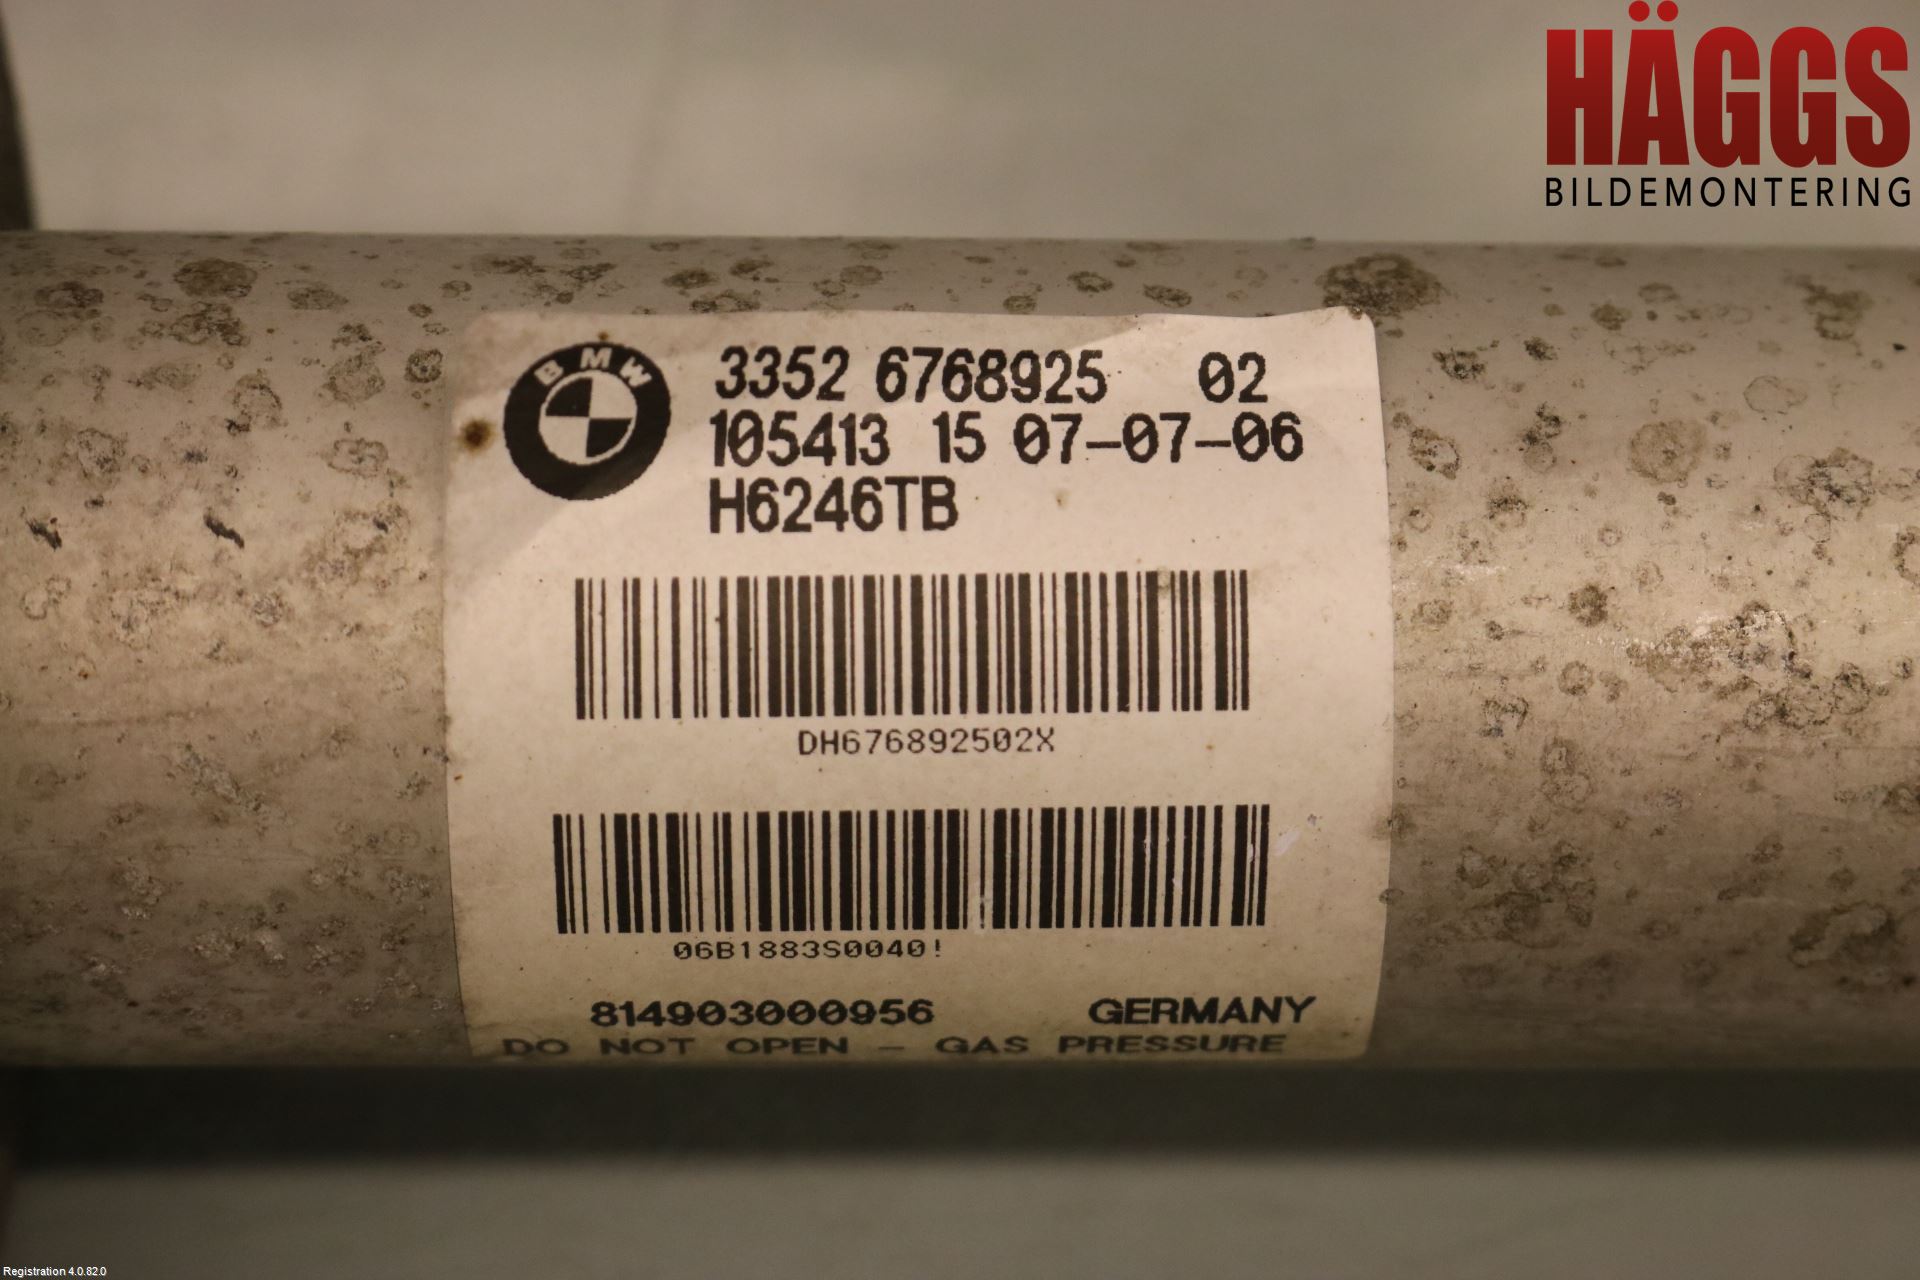 HÄGGS
BILDEMONTERING
BMW
3352 6768925 02
105413 15 07-07-06
H6246TB
DH676892502X
06B1883S0040!
814903000956 GERMANY
DO NOT OPEN - GAS PRESSURE
Registration 4.0.82.0